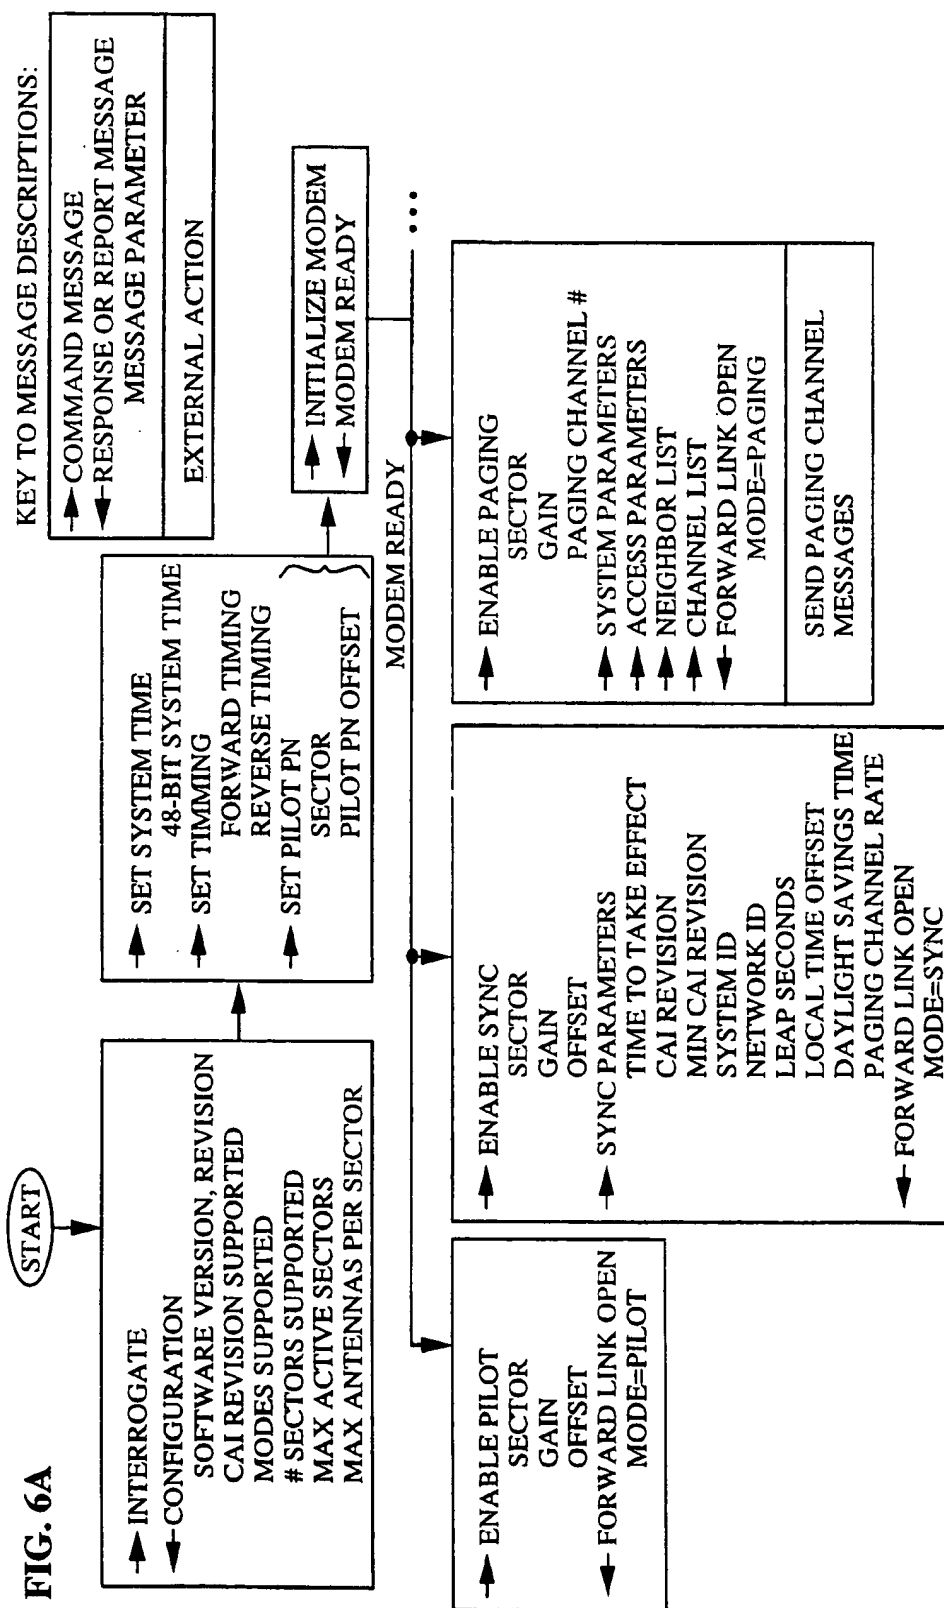 FIG. 6A
START
INTERROGATE
CONFIGURATION
SOFTWARE VERSION, REVISION
CAI REVISION SUPPORTED
MODES SUPPORTED
# SECTORS SUPPORTED
MAX ACTIVE SECTORS
MAX ANTENNAS PER SECTOR
SET SYSTEM TIME
48-BIT SYSTEM TIME
SET TIMMING
FORWARD TIMING
REVERSE TIMING
SET PILOT PN
SECTOR
PILOT PN OFFSET
KEY TO MESSAGE DESCRIPTIONS:
COMMAND MESSAGE
RESPONSE OR REPORT MESSAGE
MESSAGE PARAMETER
EXTERNAL ACTION
INITIALIZE MODEM
MODEM READY
MODEM READY
...
ENABLE PILOT
SECTOR
GAIN
OFFSET
FORWARD LINK OPEN
MODE=PILOT
ENABLE SYNC
SECTOR
GAIN
OFFSET
SYNC PARAMETERS
TIME TO TAKE EFFECT
CAI REVISION
MIN CAI REVISION
SYSTEM ID
NETWORK ID
LEAP SECONDS
LOCAL TIME OFFSET
DAYLIGHT SAVINGS TIME
PAGING CHANNEL RATE
FORWARD LINK OPEN
MODE=SYNC
ENABLE PAGING
SECTOR
GAIN
PAGING CHANNEL #
SYSTEM PARAMETERS
ACCESS PARAMETERS
NEIGHBOR LIST
CHANNEL LIST
FORWARD LINK OPEN
MODE=PAGING
SEND PAGING CHANNEL
MESSAGES